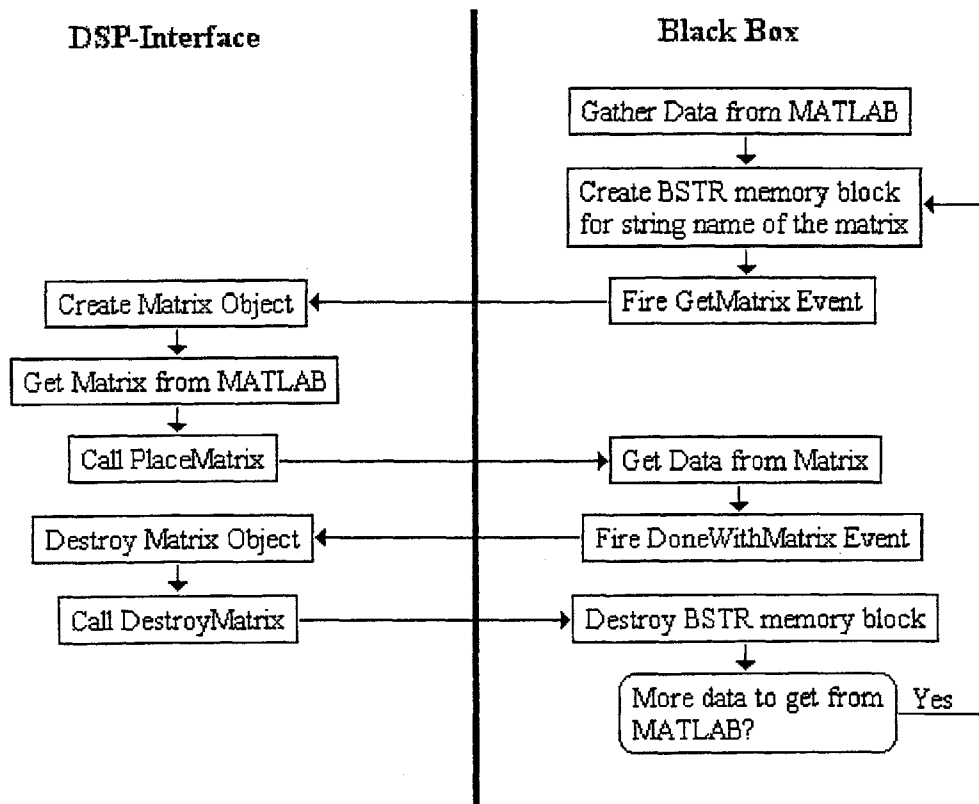 DSP-Interface
Black Box
Gather Data from MATLAB
Create BSTR memory block
for string name of the matrix
Fire GetMatrix Event
Create Matrix Object
Get Matrix from MATLAB
Call PlaceMatrix
Get Data from Matrix
Fire DoneWithMatrix Event
Destroy Matrix Object
Call DestroyMatrix
Destroy BSTR memory block
More data to get from
MATLAB?
Yes